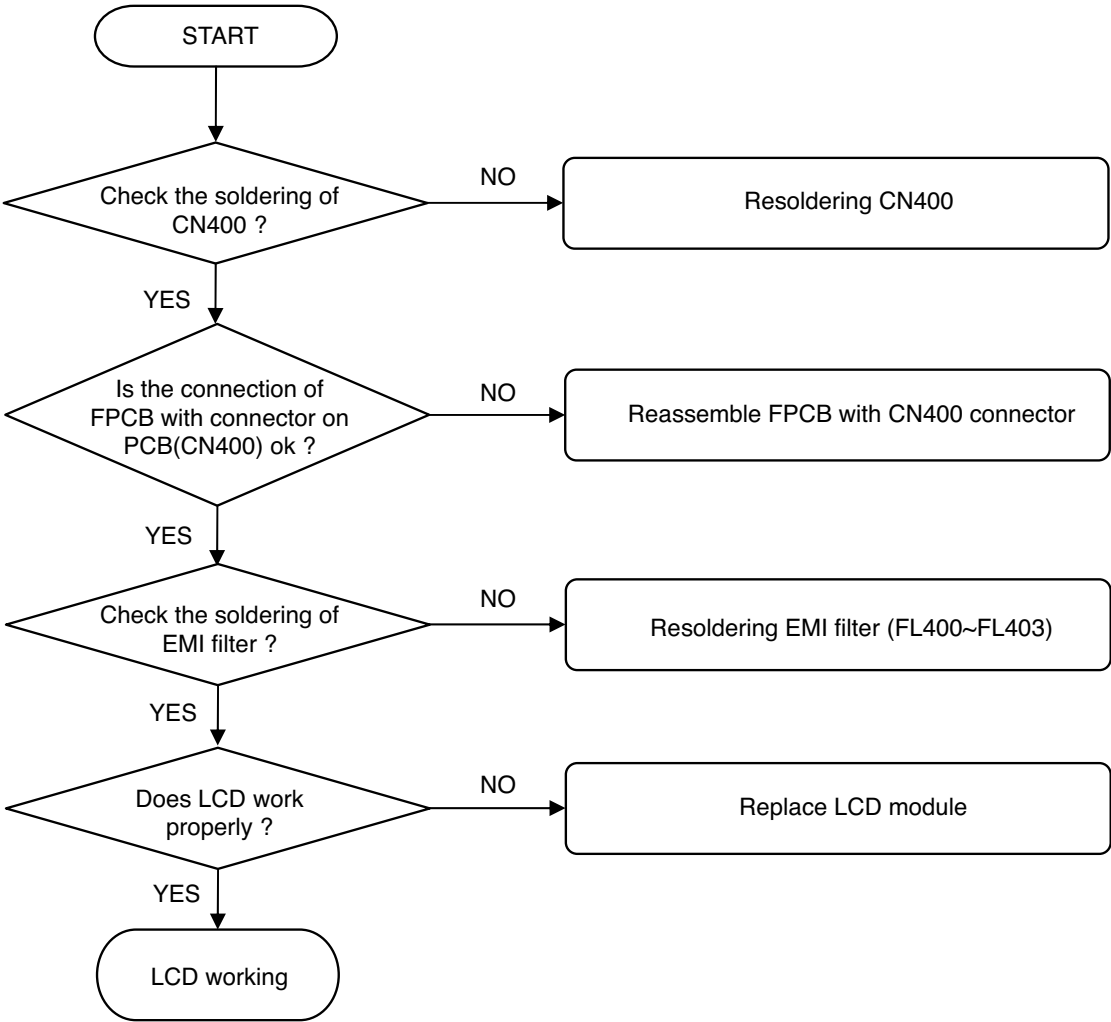 START
Check the soldering of
CN400 ?
NO
Resoldering CN400
YES
Is the connection of
FPCB with connector on
PCB(CN400) ok ?
NO
Reassemble FPCB with CN400 connector
YES
Check the soldering of
EMI filter ?
NO
Resoldering EMI filter (FL400~FL403)
YES
Does LCD work
properly ?
NO
Replace LCD module
YES
LCD working